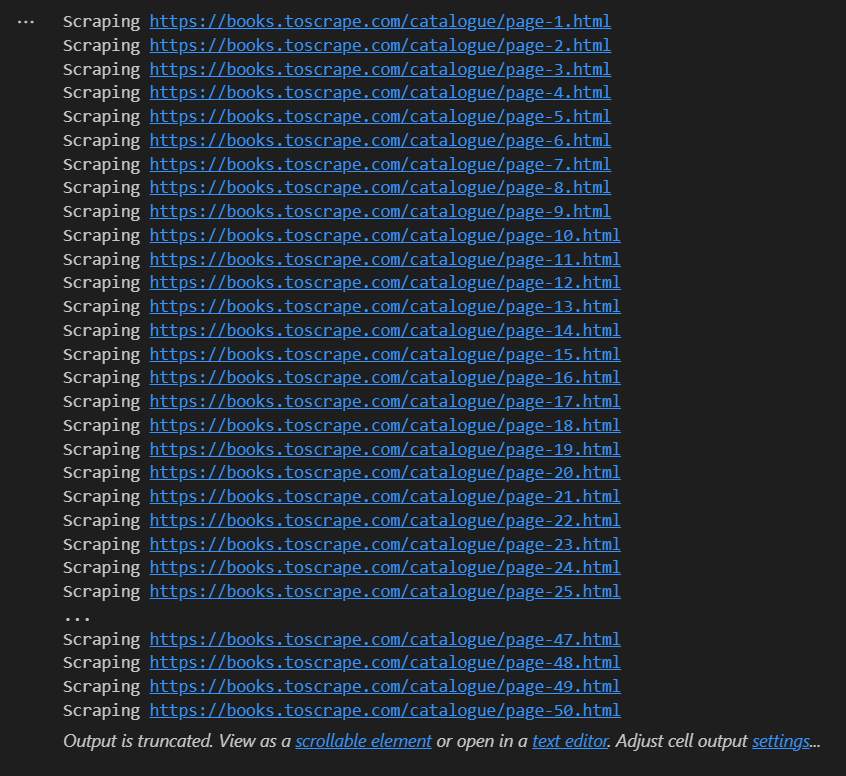 ... Scraping https://books.toscrape.com/catalogue/page-1.html
Scraping https://books.toscrape.com/catalogue/page-2.html
Scraping https://books.toscrape.com/catalogue/page-3.html
Scraping https://books.toscrape.com/catalogue/page-4.html
Scraping https://books.toscrape.com/catalogue/page-5.html
Scraping https://books.toscrape.com/catalogue/page-6.html
Scraping https://books.toscrape.com/catalogue/page-7.html
Scraping https://books.toscrape.com/catalogue/page-8.html
Scraping https://books.toscrape.com/catalogue/page-9.html
Scraping https://books.toscrape.com/catalogue/page-10.html
Scraping https://books.toscrape.com/catalogue/page-11.html
Scraping https://books.toscrape.com/catalogue/page-12.html
Scraping https://books.toscrape.com/catalogue/page-13.html
Scraping https://books.toscrape.com/catalogue/page-14.html
Scraping https://books.toscrape.com/catalogue/page-15.html
Scraping https://books.toscrape.com/catalogue/page-16.html
Scraping https://books.toscrape.com/catalogue/page-17.html
Scraping https://books.toscrape.com/catalogue/page-18.html
Scraping https://books.toscrape.com/catalogue/page-19.html
Scraping https://books.toscrape.com/catalogue/page-20.html
Scraping https://books.toscrape.com/catalogue/page-21.html
Scraping https://books.toscrape.com/catalogue/page-22.html
Scraping https://books.toscrape.com/catalogue/page-23.html
Scraping https://books.toscrape.com/catalogue/page-24.html
Scraping https://books.toscrape.com/catalogue/page-25.html
...
Scraping https://books.toscrape.com/catalogue/page-47.html
Scraping https://books.toscrape.com/catalogue/page-48.html
Scraping https://books.toscrape.com/catalogue/page-49.html
Scraping https://books.toscrape.com/catalogue/page-50.html
Output is truncated. View as a scrollable element or open in a text editor. Adjust cell output settings...